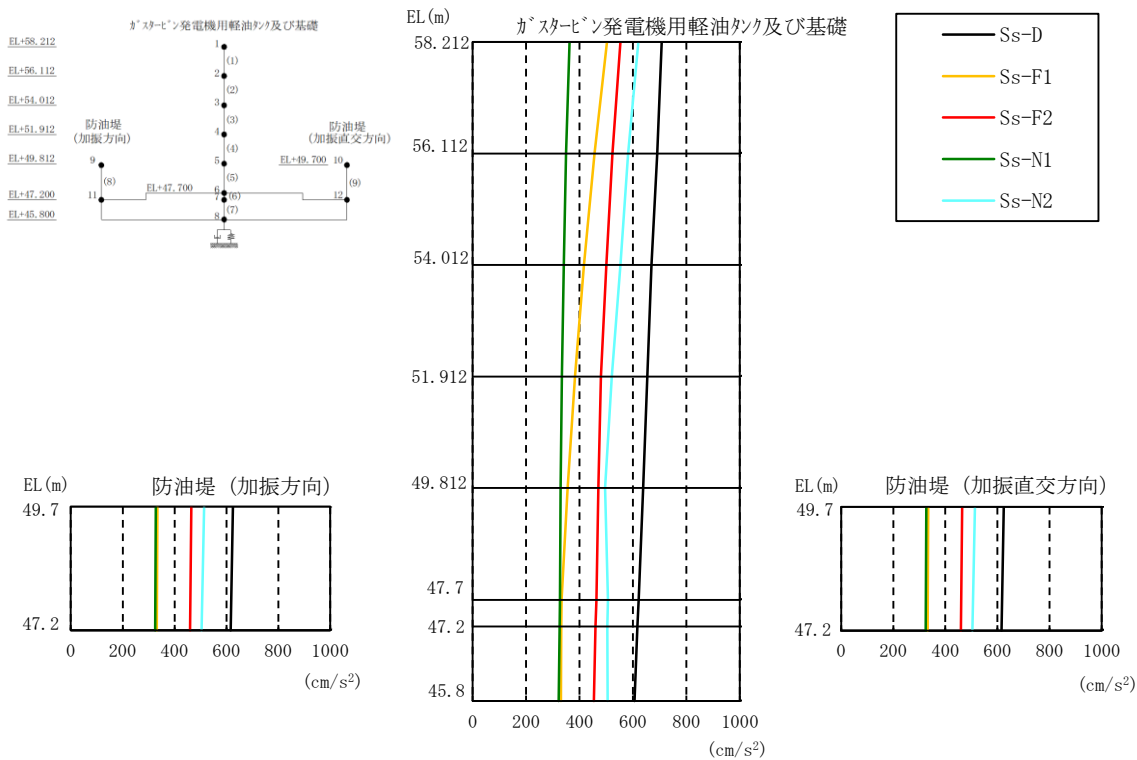 ｶﾞｽﾀｰﾋﾞﾝ発電機用軽油ﾀﾝｸ及び基礎
EL+58.212
EL+56.112
EL+54.012
EL+51.912
EL+49.812
EL+47.200
EL+45.800
防油堤
(加振方向)
防油堤
(加振直交方向)
EL+47.700
EL+49.700
1
(1)
2
(2)
3
(3)
4
(4)
5
(5)
6
(6)
7
(7)
8
9
(8)
11
10
(9)
12
EL(m)
ｶﾞｽﾀｰﾋﾞﾝ発電機用軽油ﾀﾝｸ及び基礎
58.212
56.112
54.012
51.912
49.812
47.7
47.2
45.8
0 200 400 600 800 1000
(cm/s²)
Ss-D
Ss-F1
Ss-F2
Ss-N1
Ss-N2
EL(m)
防油堤 (加振方向)
49.7
47.2
0 200 400 600 800 1000
(cm/s²)
EL(m)
防油堤 (加振直交方向)
49.7
47.2
0 200 400 600 800 1000
(cm/s²)